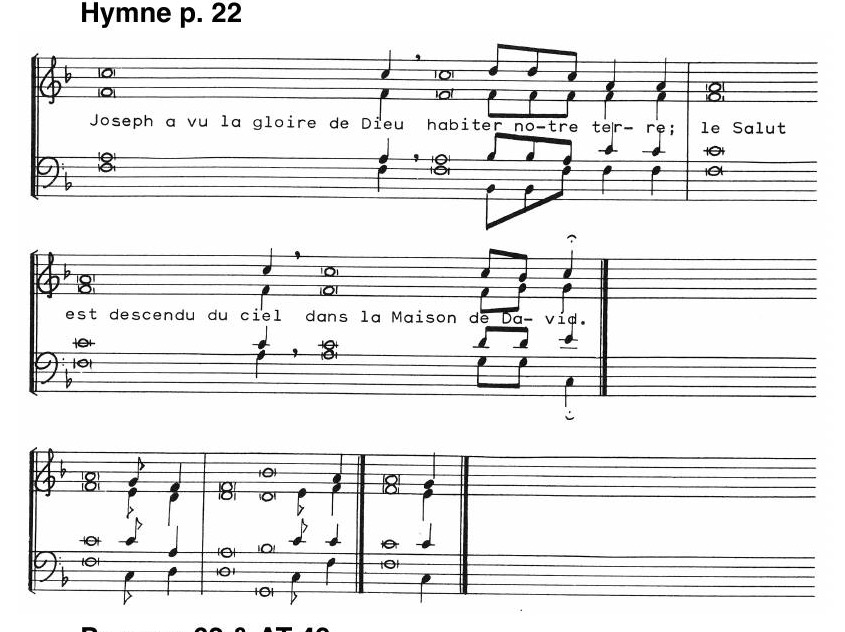 Hymne p. 22
Joseph a vu la gloire de Dieu habiter no-tre ter- re; le Salut
est descendu du ciel dans la Maison de Da- vid.